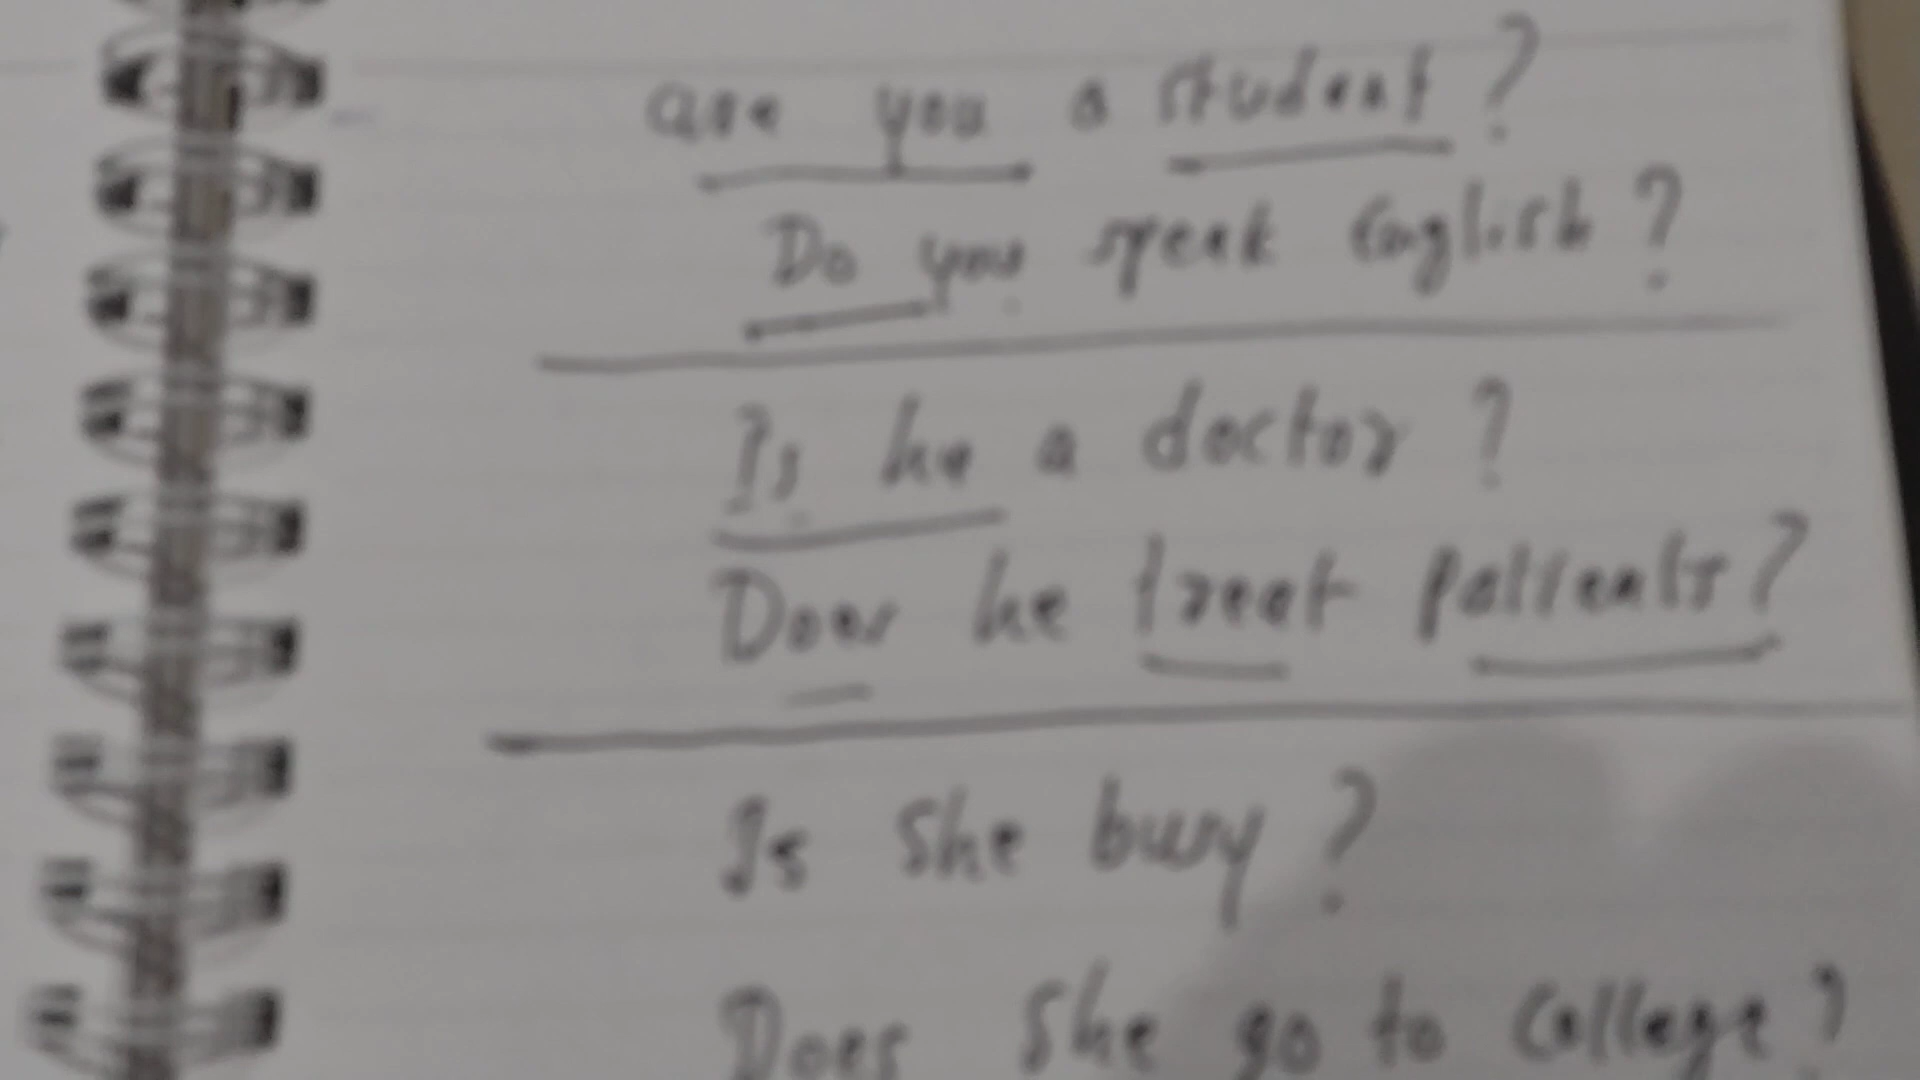 are you a student ?
Do you speak English ?
Is he a doctor ?
Does he treat patients ?
Is She busy ?
Does She go to College ?